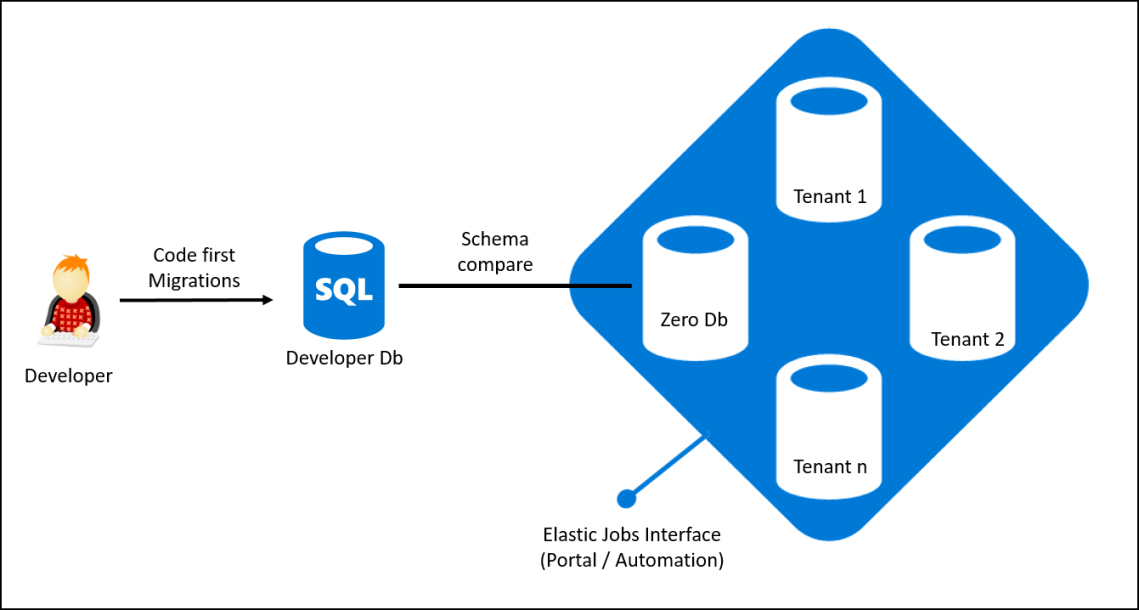 Developer
Code first
Migrations
SQL
Developer Db
Schema
compare
Zero Db
Tenant 1
Tenant 2
Tenant n
Elastic Jobs Interface
(Portal / Automation)